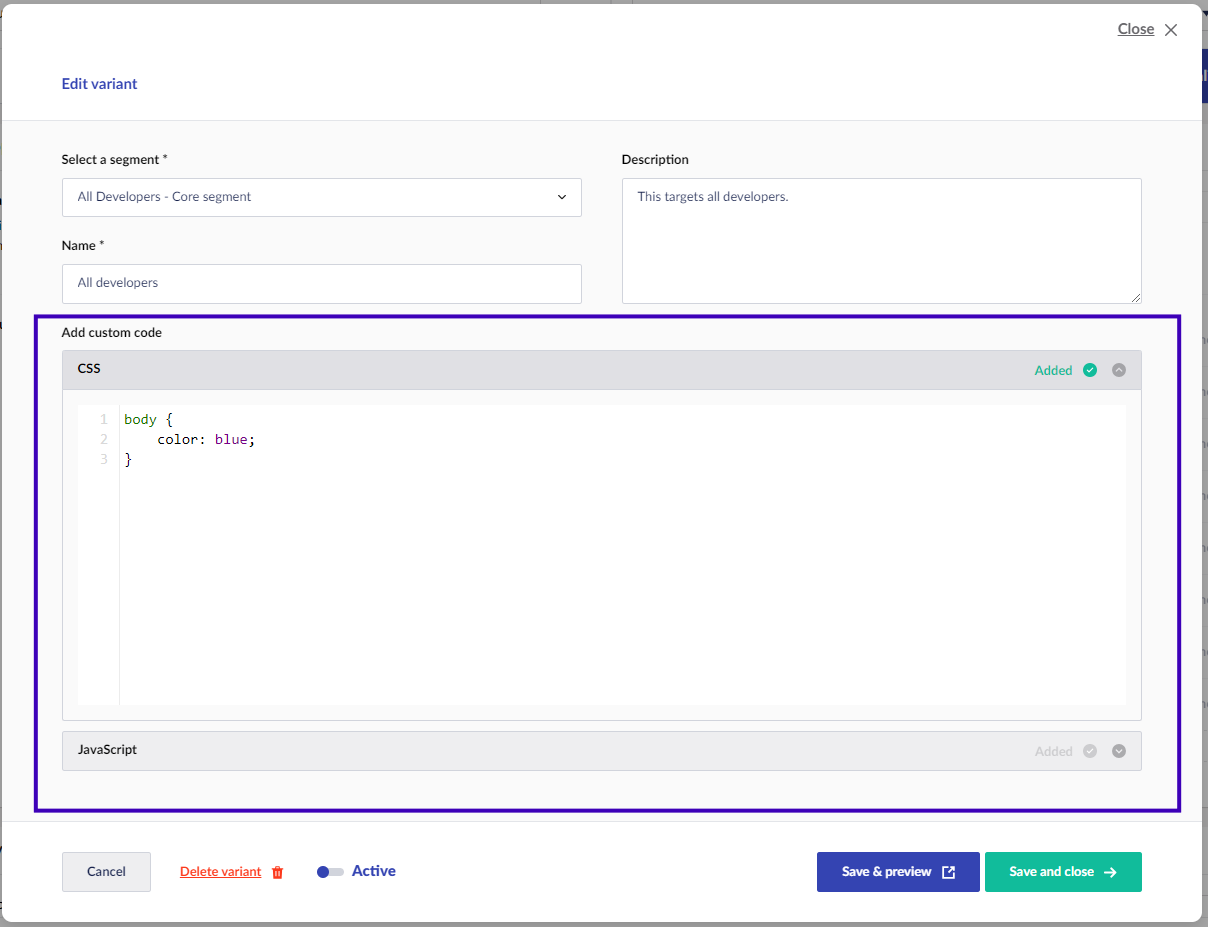 Close
Edit variant
Select a segment *
All Developers - Core segment
Name *
All developers
Description
This targets all developers.
Add custom code
CSS
Added
1 body {
2 color: blue;
3 }
JavaScript
Added
Cancel
Delete variant
Active
Save & preview
Save and close